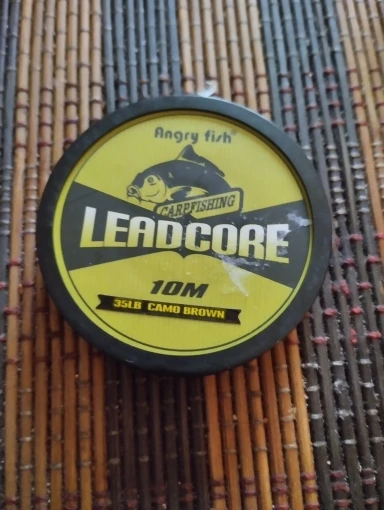 Angry fish®
CARPFISHING
LEADCORE
10M
35LB CAMO BROWN